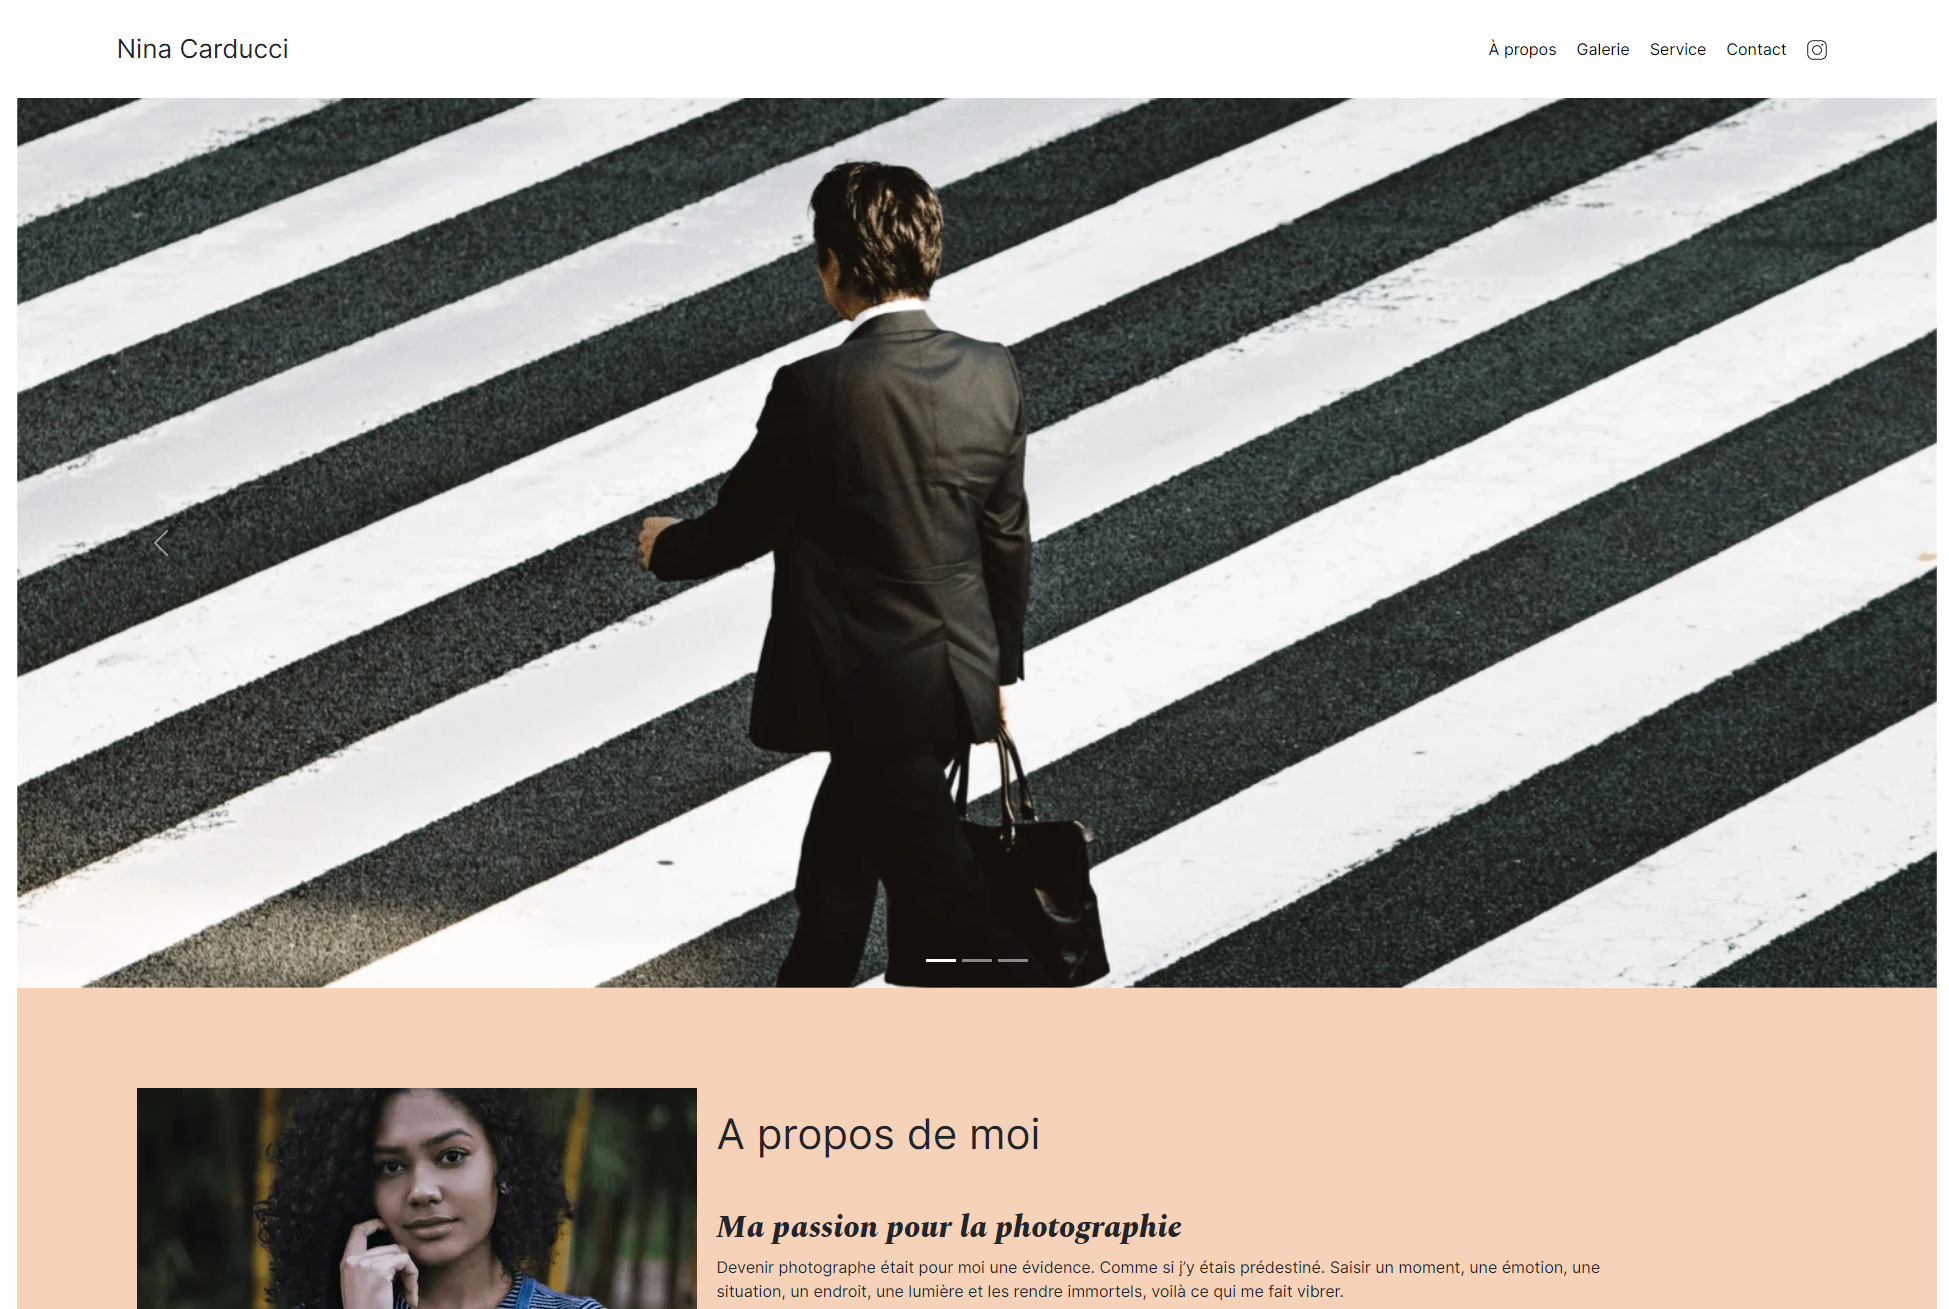 Nina Carducci
À propos Galerie Service Contact
A propos de moi
Ma passion pour la photographie
Devenir photographe était pour moi une évidence. Comme si j’y étais prédestiné. Saisir un moment, une émotion, une
situation, un endroit, une lumière et les rendre immortels, voilà ce qui me fait vibrer.